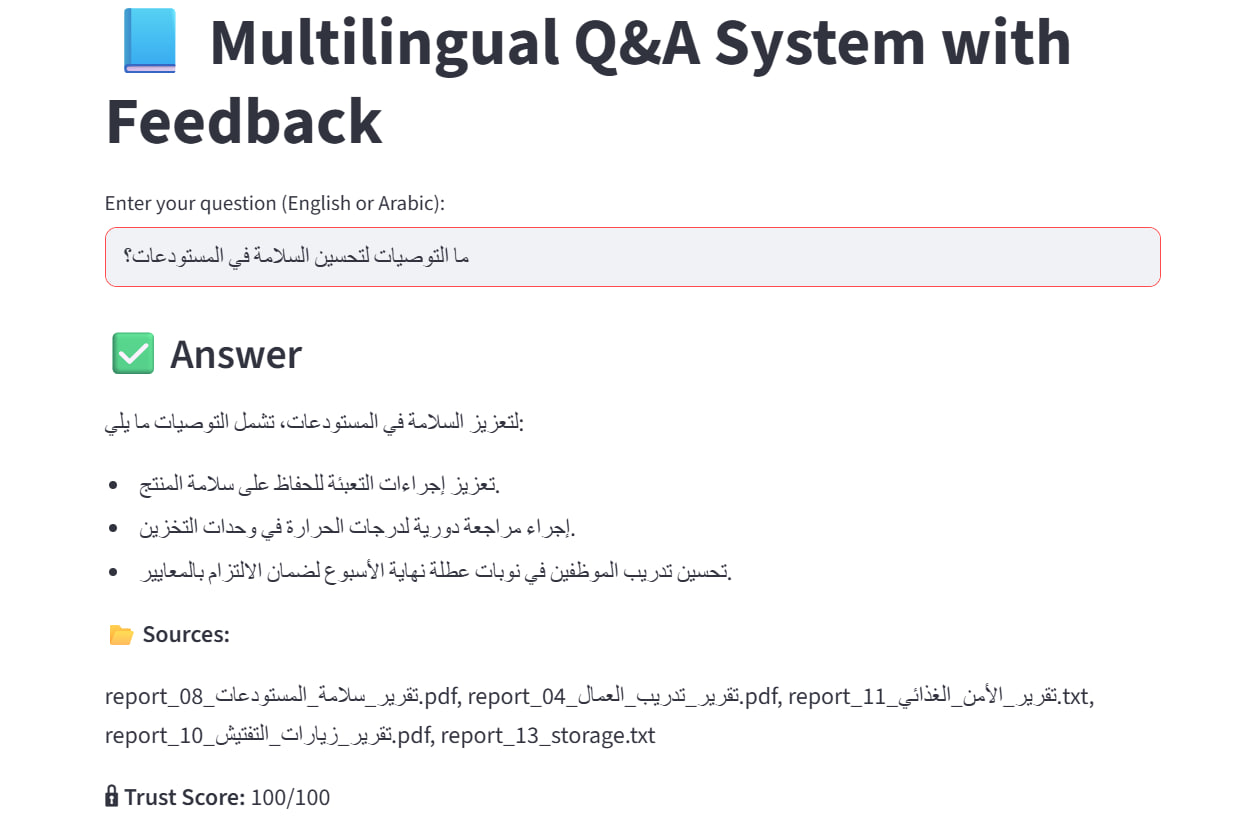 📘 Multilingual Q&A System with
Feedback
Enter your question (English or Arabic):
ما التوصيات لتحسين السلامة في المستودعات؟
✅ Answer
لتعزيز السلامة في المستودعات، تشمل التوصيات ما يلي:
• تعزيز إجراءات التعبئة للحفاظ على سلامة المنتج.
• إجراء مراجعة دورية لدرجات الحرارة في وحدات التخزين.
• تحسين تدريب الموظفين في نوبات عطلة نهاية الأسبوع لضمان الالتزام بالمعايير.
📂 Sources:
report_08_تقرير_سلامة_المستودعات.pdf, report_04_تقرير_تدريب_العمال.pdf, report_11_تقرير_الأمن_الغذائي.txt,
report_10_تقرير_زيارات_التفتيش.pdf, report_13_storage.txt
🔒 Trust Score: 100/100